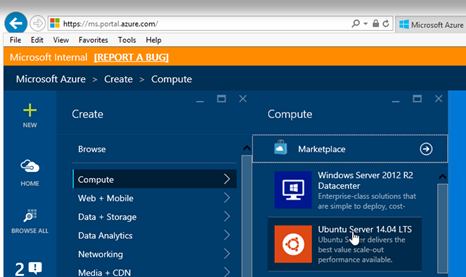 https://ms.portal.azure.com/
Microsoft Azure
File Edit View Favorites Tools Help
Microsoft Internal [REPORT A BUG]
Microsoft Azure > Create > Compute
NEW
HOME
BROWSE ALL
2
Create
Browse
Compute
Web + Mobile
Data + Storage
Data Analytics
Networking
Media + CDN
Compute
Marketplace
Windows Server 2012 R2
Datacenter
Enterprise-class solutions that
are simple to deploy, cost-
Ubuntu Server 14.04 LTS
Ubuntu Server delivers the
best value scale-out
performance available.